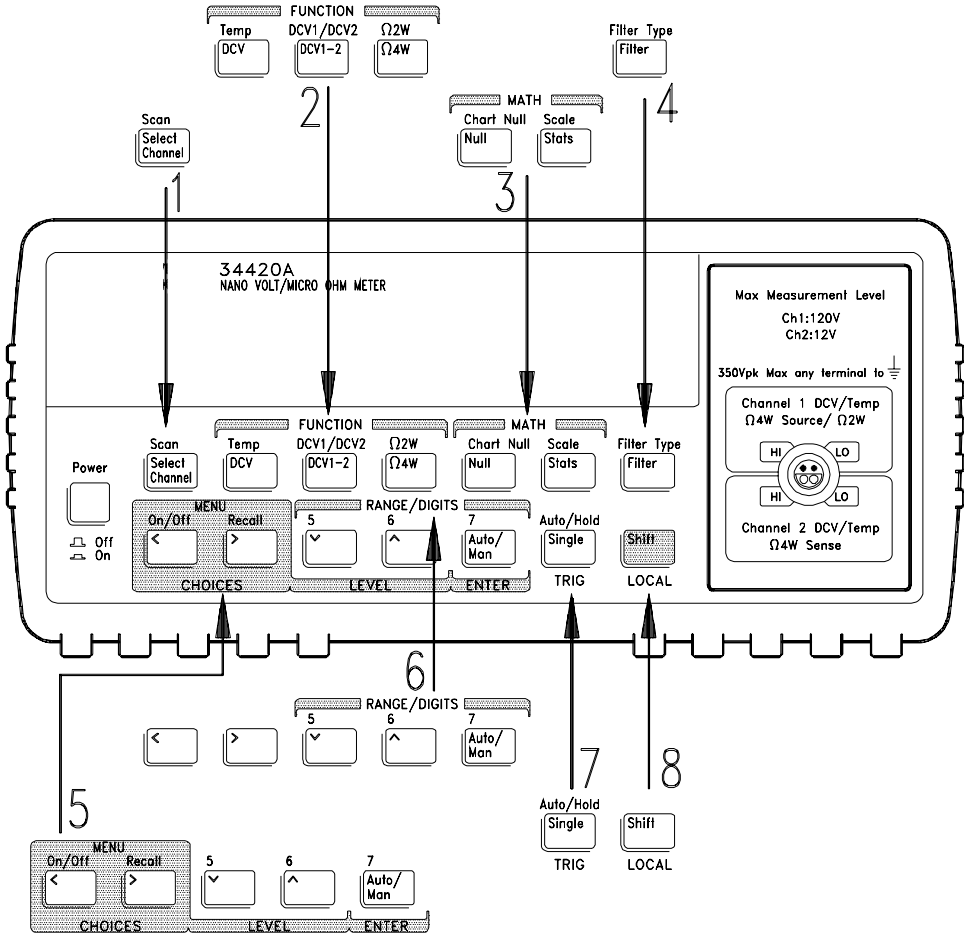 FUNCTION
Temp DCV1/DCV2 Ω2W
DCV DCV1-2 Ω4W
2
Filter Type
Filter
4
MATH
Chart Null Scale
Null Stats
3
Scan
Select
Channel
1
34420A
NANO VOLT/MICRO OHM METER
Max Measurement Level
Ch1:120V
Ch2:12V
350Vpk Max any terminal to
Channel 1 DCV/Temp
Ω4W Source/ Ω2W
HI LO
HI LO
Channel 2 DCV/Temp
Ω4W Sense
FUNCTION MATH
Scan Temp DCV1/DCV2 Ω2W Chart Null Scale Filter Type
Select
Channel
DCV DCV1-2 Ω4W Null Stats Filter
Power
Off
On
MENU RANGE/DIGITS
On/Off Recall 5 6 7 Auto/Hold
< > ˅ ^ Auto/
Man
Single Shift
CHOICES LEVEL ENTER TRIG LOCAL
6
RANGE/DIGITS
5 6 7
< > ˅ ^ Auto/
Man
7
8
Auto/Hold
Single Shift
TRIG LOCAL
5
MENU
On/Off Recall 5 6 7
< > ˅ ^ Auto/
Man
CHOICES LEVEL ENTER